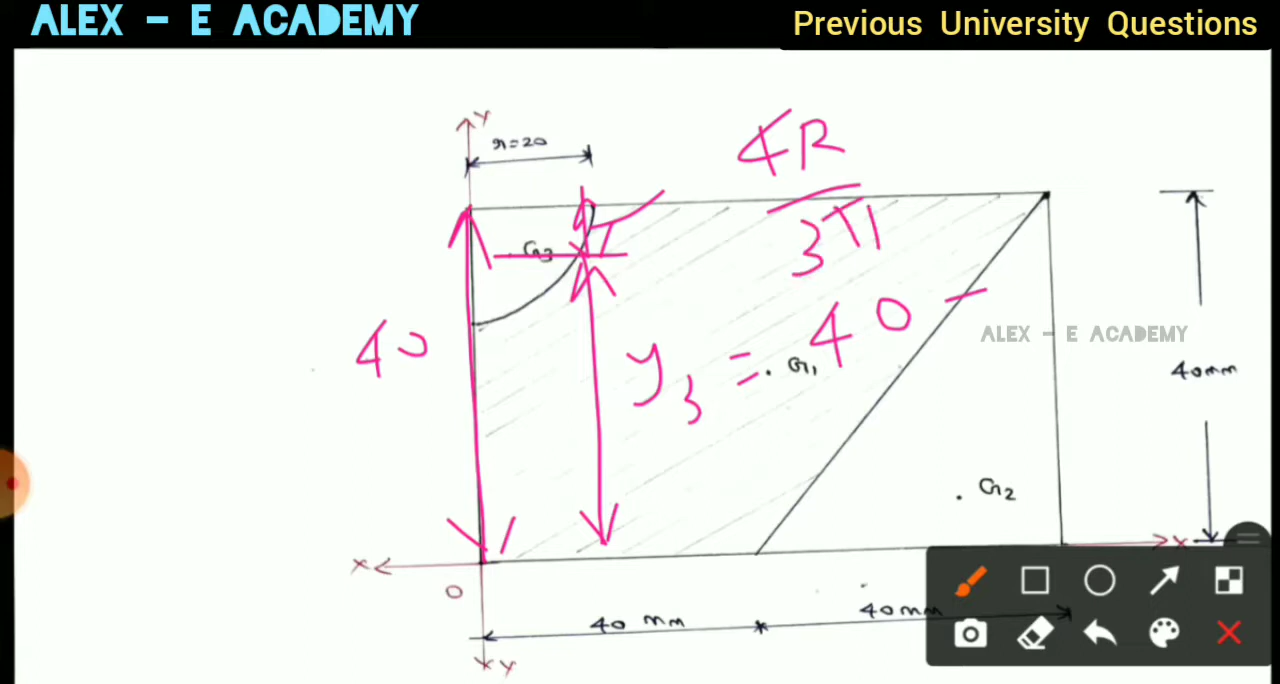 ALEX - E ACADEMY
Previous University Questions
Y
r=20
4R
3π
G3
40
y3 = 40 -
G1
ALEX - E ACADEMY
40mm
G2
X
X
O
40 mm
40mm
Y